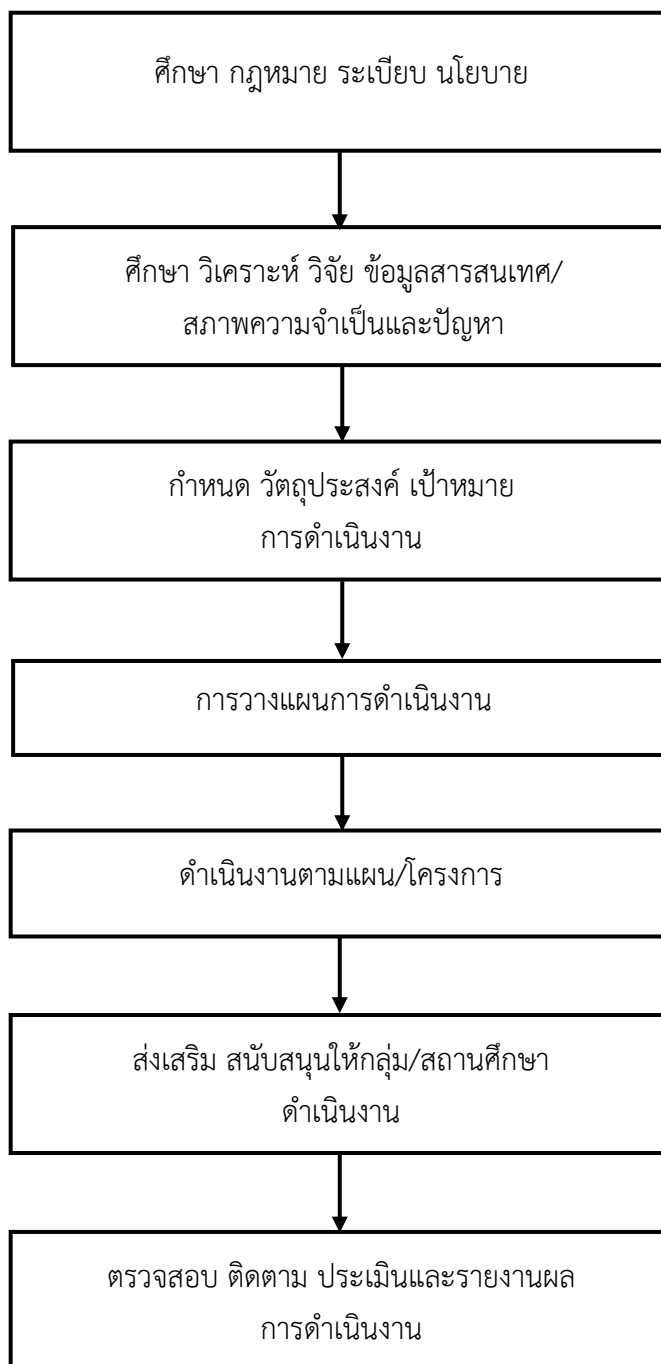 ศึกษา กฎหมาย ระเบียบ นโยบาย
ศึกษา วิเคราะห์ วิจัย ข้อมูลสารสนเทศ/
สภาพความจำเป็นและปัญหา
กำหนด วัตถุประสงค์ เป้าหมาย
การดำเนินงาน
การวางแผนการดำเนินงาน
ดำเนินงานตามแผน/โครงการ
ส่งเสริม สนับสนุนให้กลุ่ม/สถานศึกษา
ดำเนินงาน
ตรวจสอบ ติดตาม ประเมินและรายงานผล
การดำเนินงาน